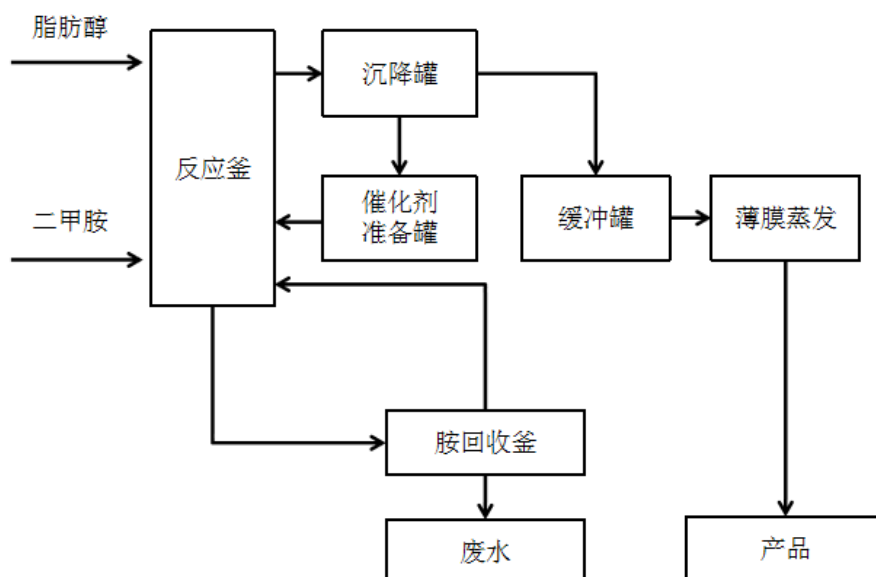 脂肪醇
沉降罐
反应釜
催化剂
准备罐
二甲胺
缓冲罐
薄膜蒸发
胺回收釜
废水
产品